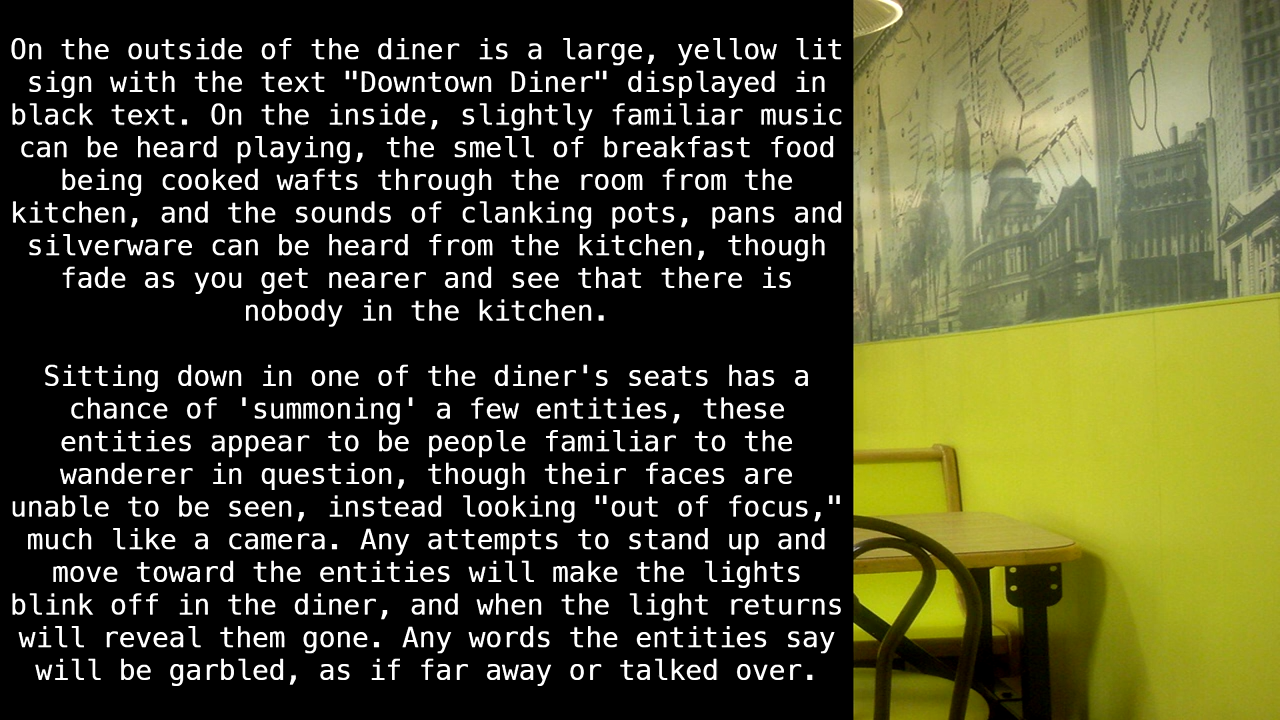 On the outside of the diner is a large, yellow lit
sign with the text "Downtown Diner" displayed in
black text. On the inside, slightly familiar music
can be heard playing, the smell of breakfast food
being cooked wafts through the room from the
kitchen, and the sounds of clanking pots, pans and
silverware can be heard from the kitchen, though
fade as you get nearer and see that there is
nobody in the kitchen.
Sitting down in one of the diner's seats has a
chance of 'summoning' a few entities, these
entities appear to be people familiar to the
wanderer in question, though their faces are
unable to be seen, instead looking "out of focus,"
much like a camera. Any attempts to stand up and
move toward the entities will make the lights
blink off in the diner, and when the light returns
will reveal them gone. Any words the entities say
will be garbled, as if far away or talked over.
BROOKLYN
EAST NEW YORK